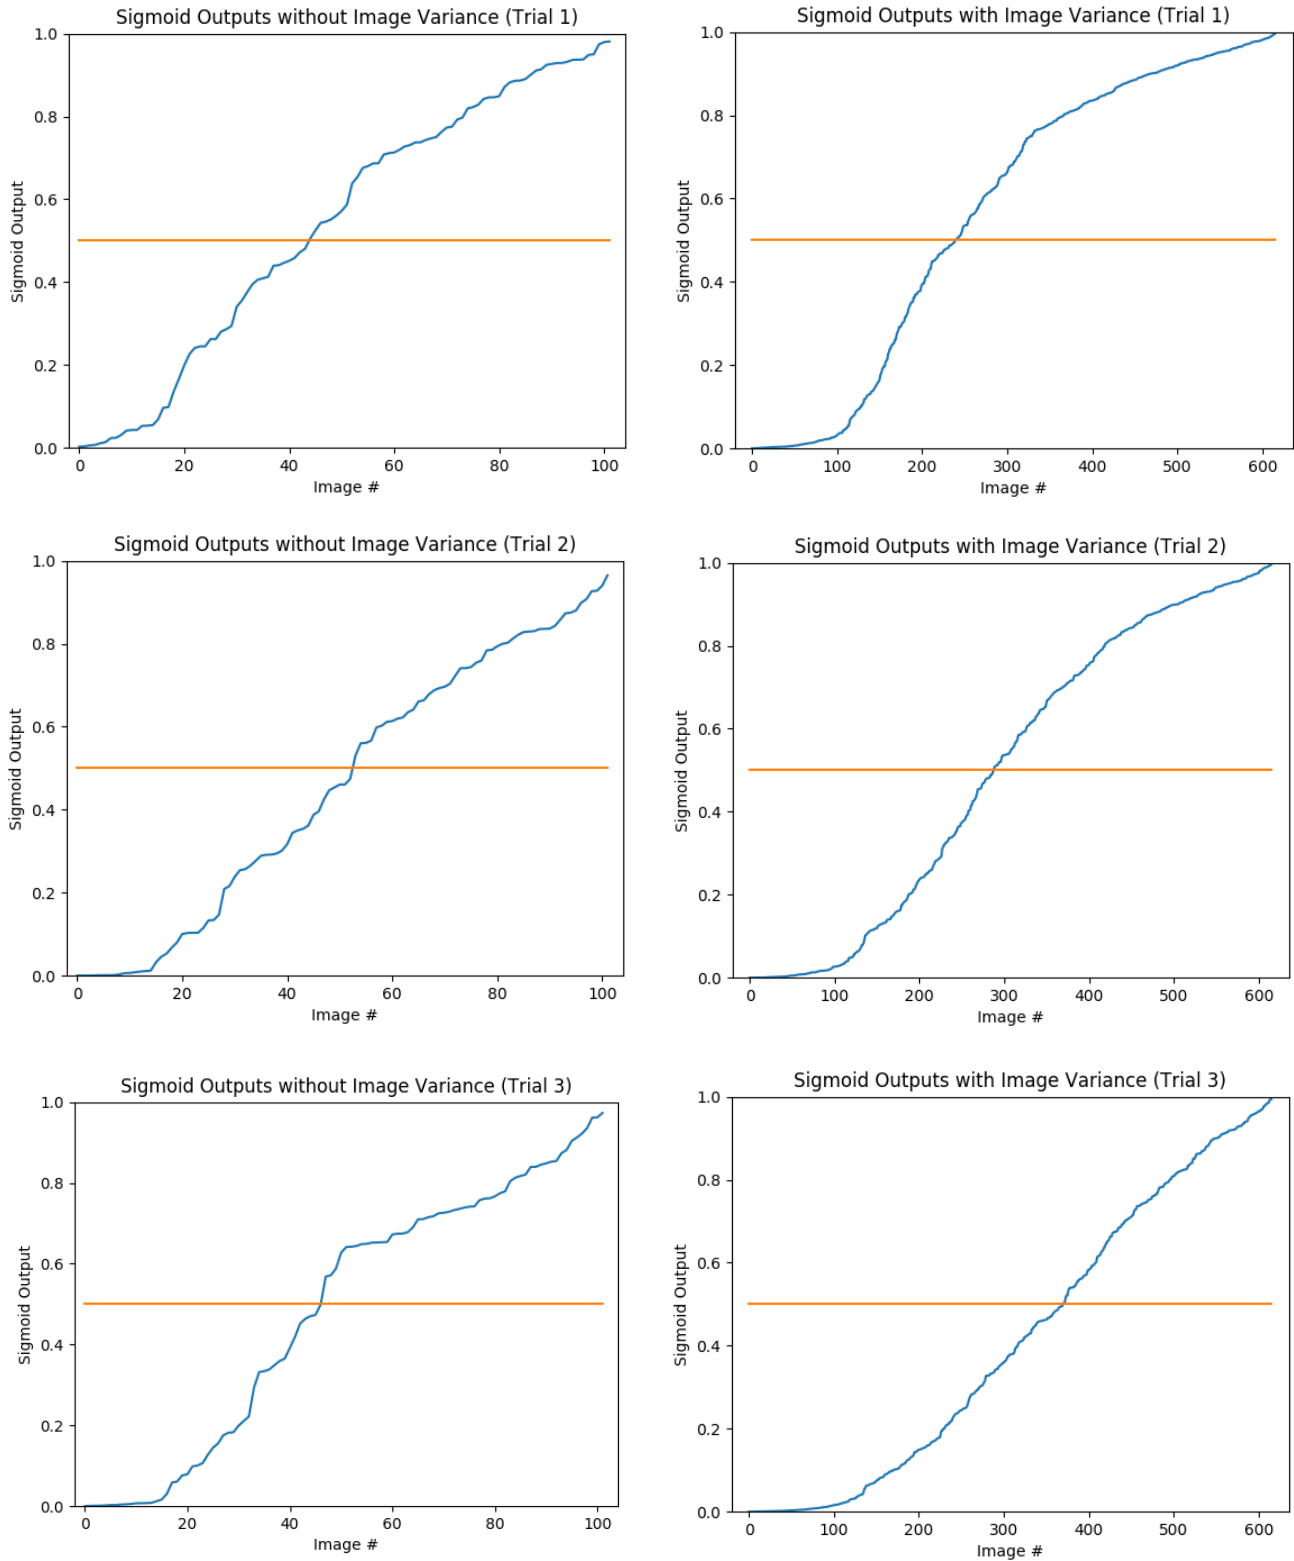 Sigmoid Outputs without Image Variance (Trial 1)
1.0
0.8
0.6
0.4
0.2
0.0
Sigmoid Output
0 20 40 60 80 100
Image #
Sigmoid Outputs with Image Variance (Trial 1)
1.0
0.8
0.6
0.4
0.2
0.0
Sigmoid Output
0 100 200 300 400 500 600
Image #
Sigmoid Outputs without Image Variance (Trial 2)
1.0
0.8
0.6
0.4
0.2
0.0
Sigmoid Output
0 20 40 60 80 100
Image #
Sigmoid Outputs with Image Variance (Trial 2)
1.0
0.8
0.6
0.4
0.2
0.0
Sigmoid Output
0 100 200 300 400 500 600
Image #
Sigmoid Outputs without Image Variance (Trial 3)
1.0
0.8
0.6
0.4
0.2
0.0
Sigmoid Output
0 20 40 60 80 100
Image #
Sigmoid Outputs with Image Variance (Trial 3)
1.0
0.8
0.6
0.4
0.2
0.0
Sigmoid Output
0 100 200 300 400 500 600
Image #